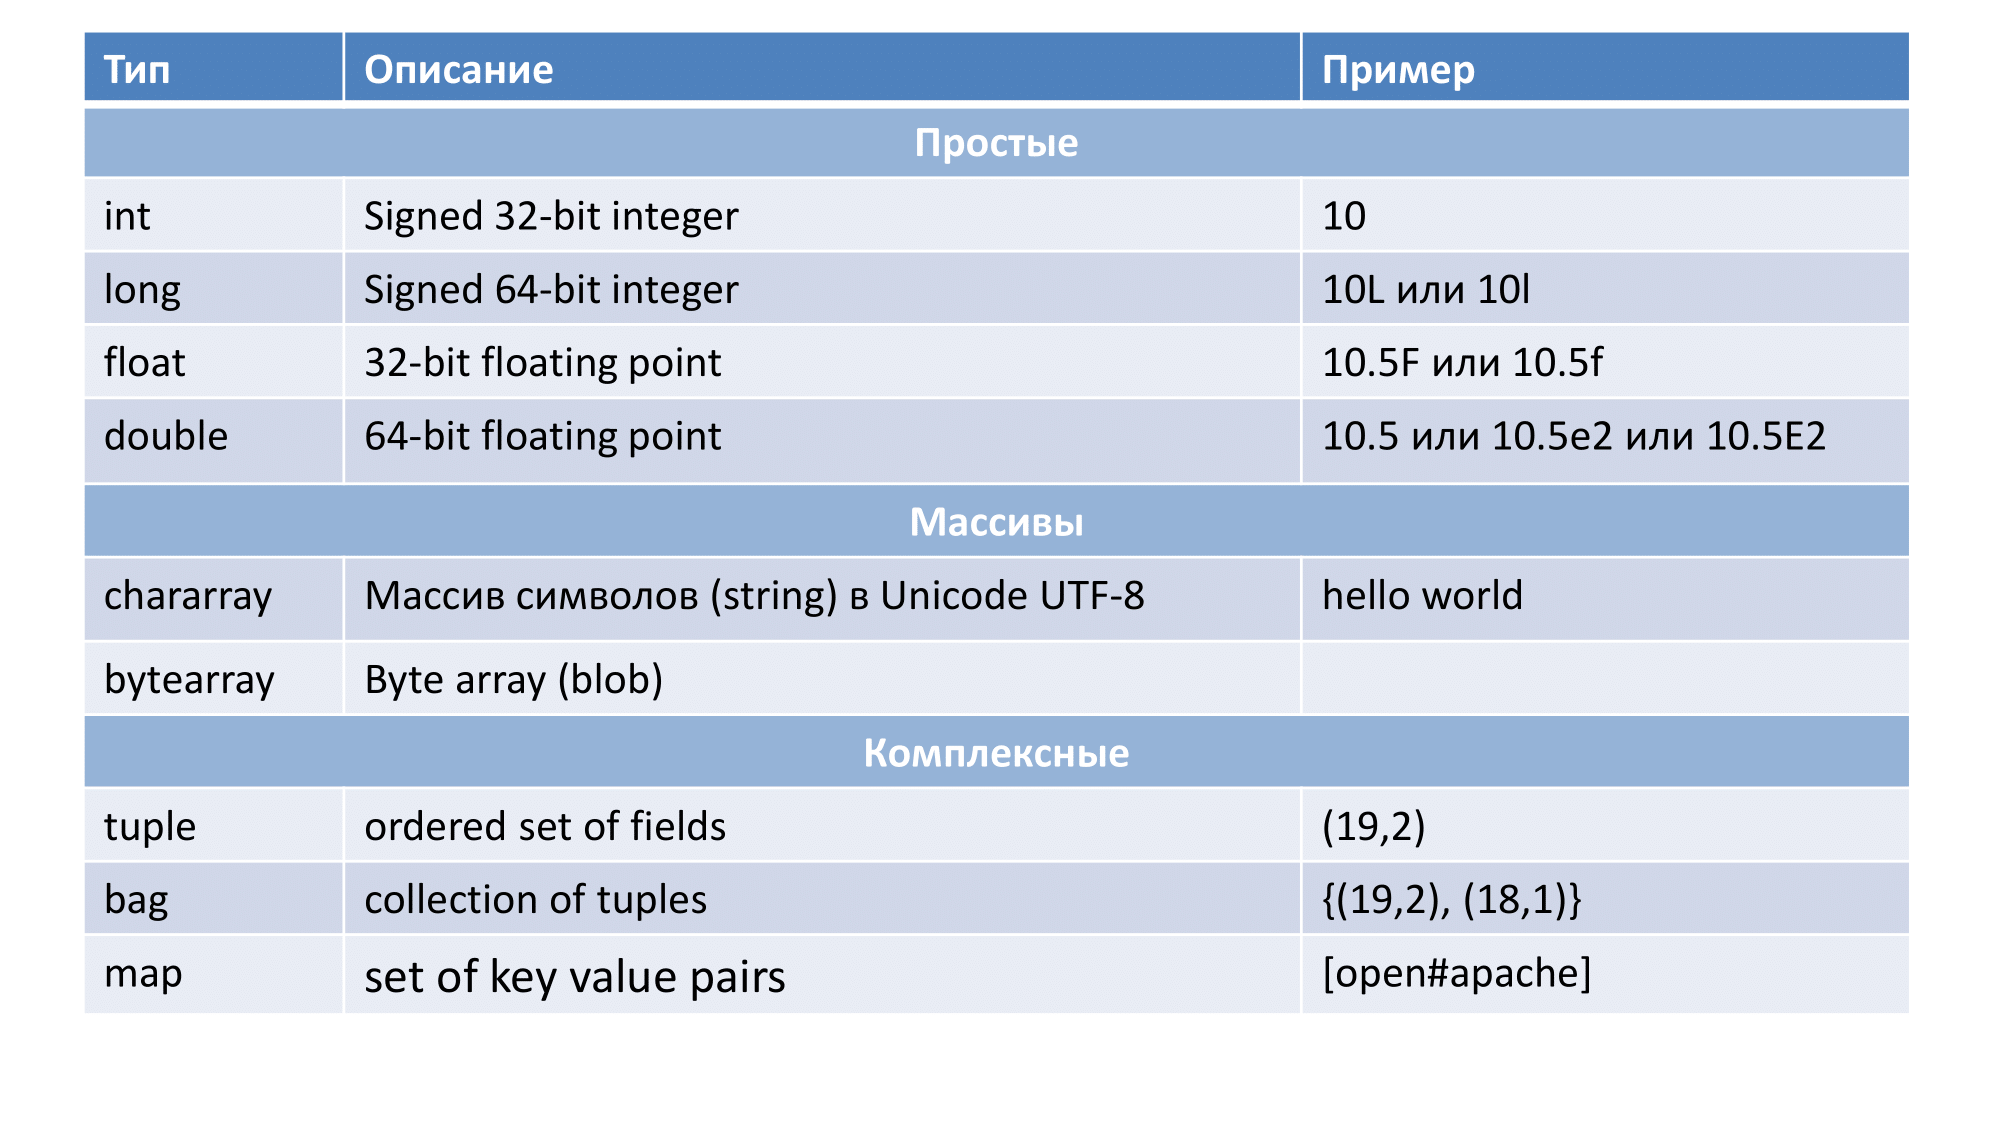 Тип Описание Пример
Простые
int Signed 32-bit integer 10
long Signed 64-bit integer 10L или 10l
float 32-bit floating point 10.5F или 10.5f
double 64-bit floating point 10.5 или 10.5e2 или 10.5E2
Массивы
chararray Массив символов (string) в Unicode UTF-8 hello world
bytearray Byte array (blob)
Комплексные
tuple ordered set of fields (19,2)
bag collection of tuples {(19,2), (18,1)}
map set of key value pairs [open#apache]